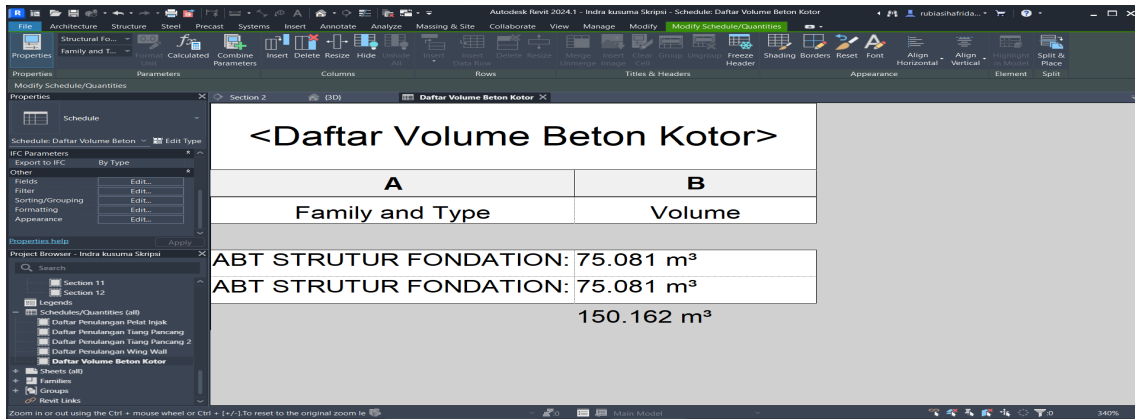 Autodesk Revit 2024.1 - Indra kusuma Skripsi - Schedule: Daftar Volume Beton Kotor
rubiasihafrida...
File Architecture Structure Steel Precast Systems Insert Annotate Analyze Massing & Site Collaborate View Manage Modify Modify Schedule/Quantities
Properties
Structural Fo...
Family and T...
Format Unit
Calculated
Combine Parameters
Insert Delete Resize Hide Unhide All
Insert
Insert Data Row
Delete Resize
Merge Unmerge
Insert Image
Clear Cell
Group Ungroup
Freeze Header
Shading Borders Reset Font
Align Horizontal
Align Vertical
Highlight in Model
Split & Place
Properties Parameters Columns Rows Titles & Headers Appearance Element Split
Modify Schedule/Quantities
Properties
Section 2 {3D} Daftar Volume Beton Kotor
Schedule
Schedule: Daftar Volume Beton Edit Type
IFC Parameters
Export to IFC By Type
Other
Fields Edit...
Filter Edit...
Sorting/Grouping Edit...
Formatting Edit...
Appearance Edit...
Properties help Apply
Project Browser - Indra kusuma Skripsi
Search
Section 11
Section 12
Legends
Schedules/Quantities (all)
Daftar Penulangan Pelat Injak
Daftar Penulangan Tiang Pancang
Daftar Penulangan Tiang Pancang 2
Daftar Penulangan Wing Wall
Daftar Volume Beton Kotor
Sheets (all)
Families
Groups
Revit Links
<Daftar Volume Beton Kotor>
A B
Family and Type Volume
ABT STRUTUR FONDATION: 75.081 m³
ABT STRUTUR FONDATION: 75.081 m³
150.162 m³
Zoom in or out using the Ctrl + mouse wheel or Ctrl + [+/-].To reset to the original zoom le
:0
Main Model
:0
340%